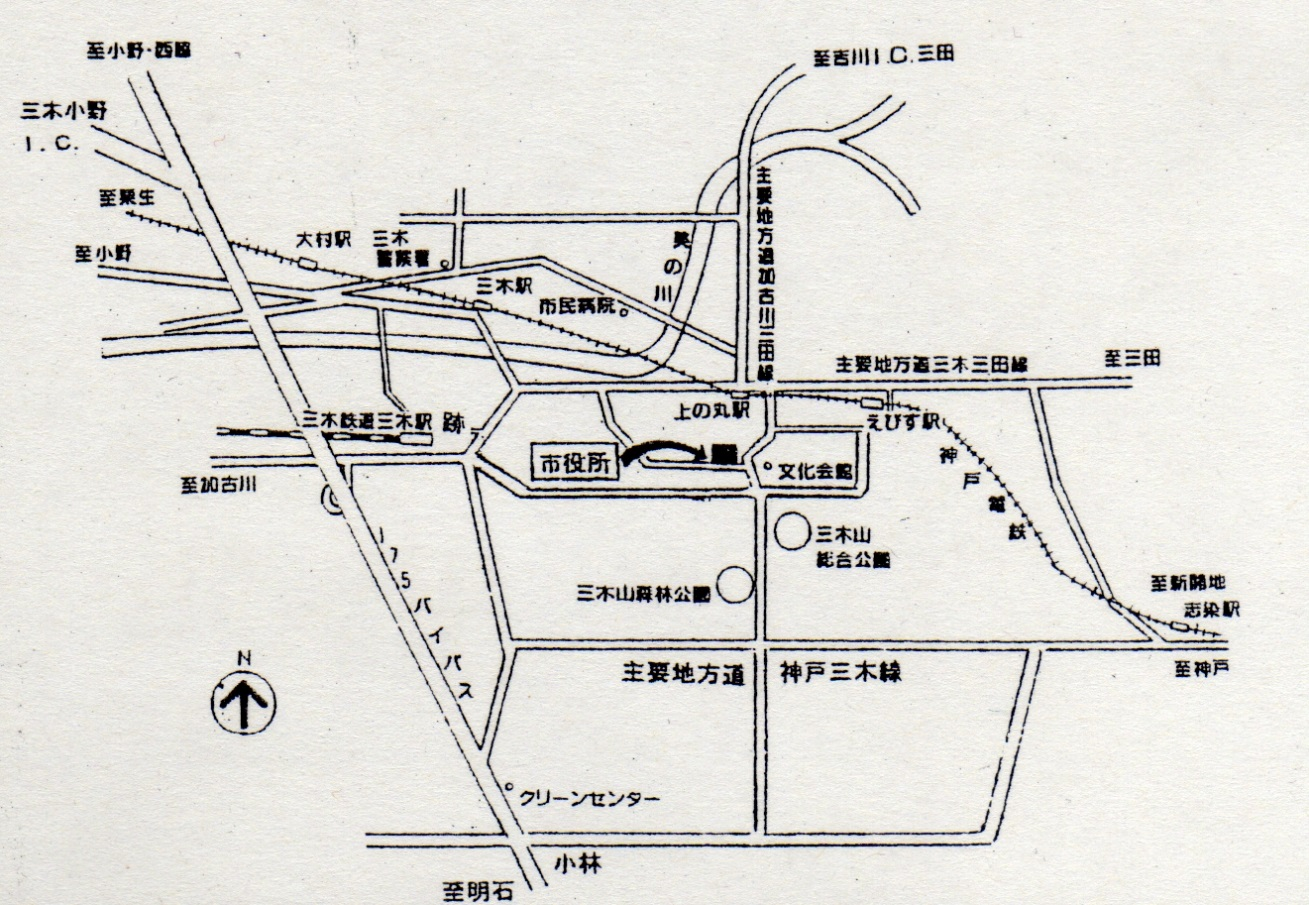 至小野・西脇
至吉川I.C.三田
三木小野
I.C.
至粟生
大村駅
三木
警察署
至小野
美の川
主要地方道加古川三田線
三木駅
市民病院
主要地方道三木三田線
至三田
上の丸駅
えびす駅
三木鉄道三木駅 跡
市役所
文化会館
神戸電鉄
至加古川
175バイパス
三木山
総合公園
三木山森林公園
至新開地
志染駅
主要地方道 神戸三木線
至神戸
N
クリーンセンター
小林
至明石